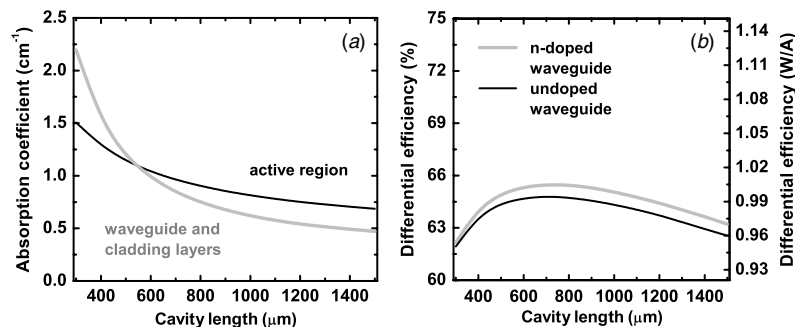 2.5
2.0
1.5
1.0
0.5
0.0
Absorption coefficient (cm-1)
(a)
active region
waveguide and
cladding layers
400 600 800 1000 1200 1400
Cavity length (μm)
75
72
69
66
63
60
Differential efficiency (%)
(b)
n-doped
waveguide
undoped
waveguide
1.14
1.11
1.08
1.05
1.02
0.99
0.96
0.93
Differential efficiency (W/A)
400 600 800 1000 1200 1400
Cavity length (μm)